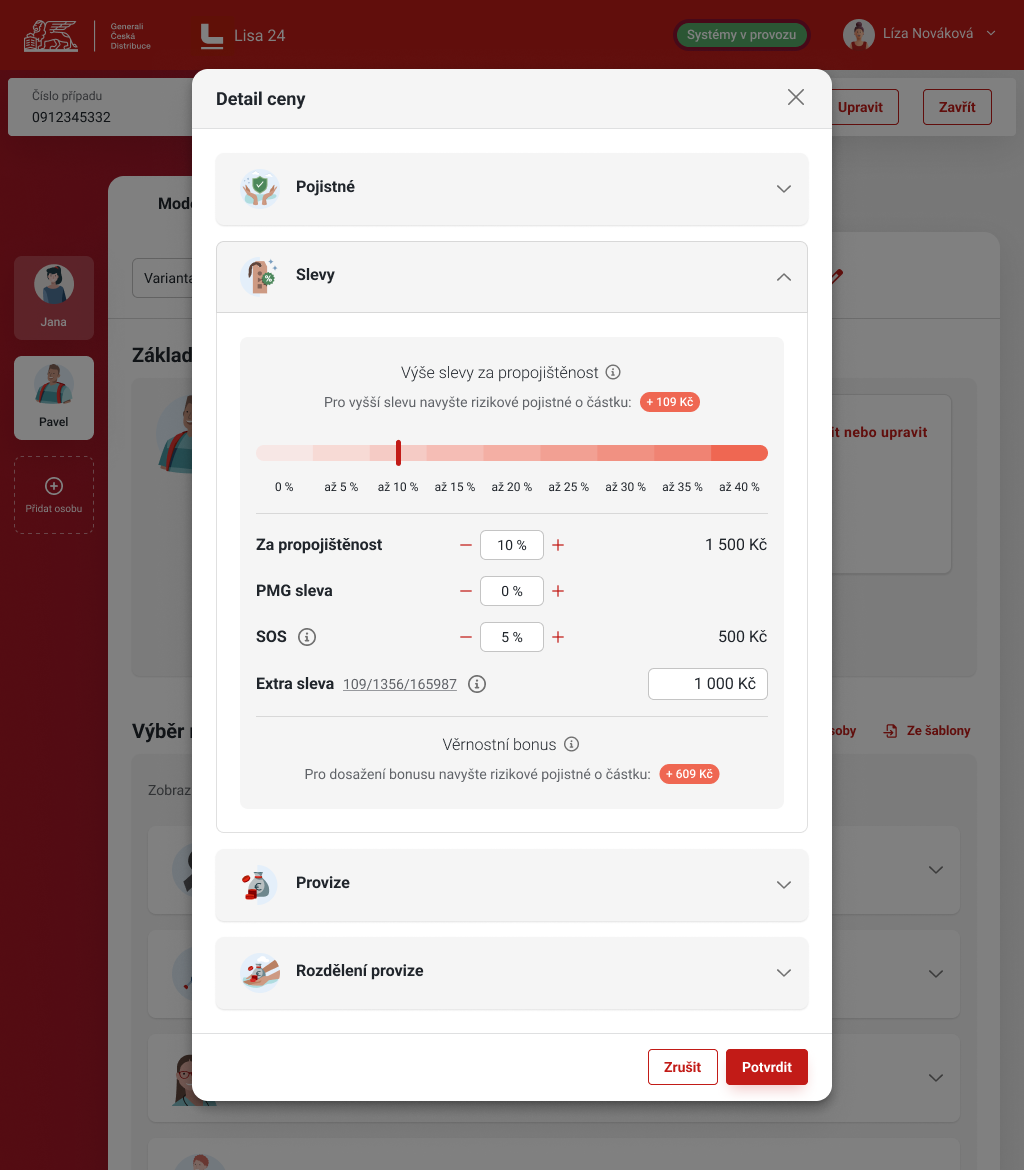 Generali
Česká
Distribuce
Lisa 24
Systémy v provozu
Líza Nováková
Číslo případu
0912345332
Upravit
Zavřít
Detail ceny
Pojistné
Slevy
Výše slevy za propojištěnost
Pro vyšší slevu navyšte rizikové pojistné o částku: + 109 Kč
0 % až 5 % až 10 % až 15 % až 20 % až 25 % až 30 % až 35 % až 40 %
Za propojištěnost − 10 % + 1 500 Kč
PMG sleva − 0 % +
SOS − 5 % + 500 Kč
Extra sleva 109/1356/165987 1 000 Kč
Věrnostní bonus
Pro dosažení bonusu navyšte rizikové pojistné o částku: + 609 Kč
Provize
Rozdělení provize
Zrušit
Potvrdit
Jana
Pavel
Přidat osobu
Varianta
Základ
it nebo upravit
Výběr
soby
Ze šablony
Zobraz